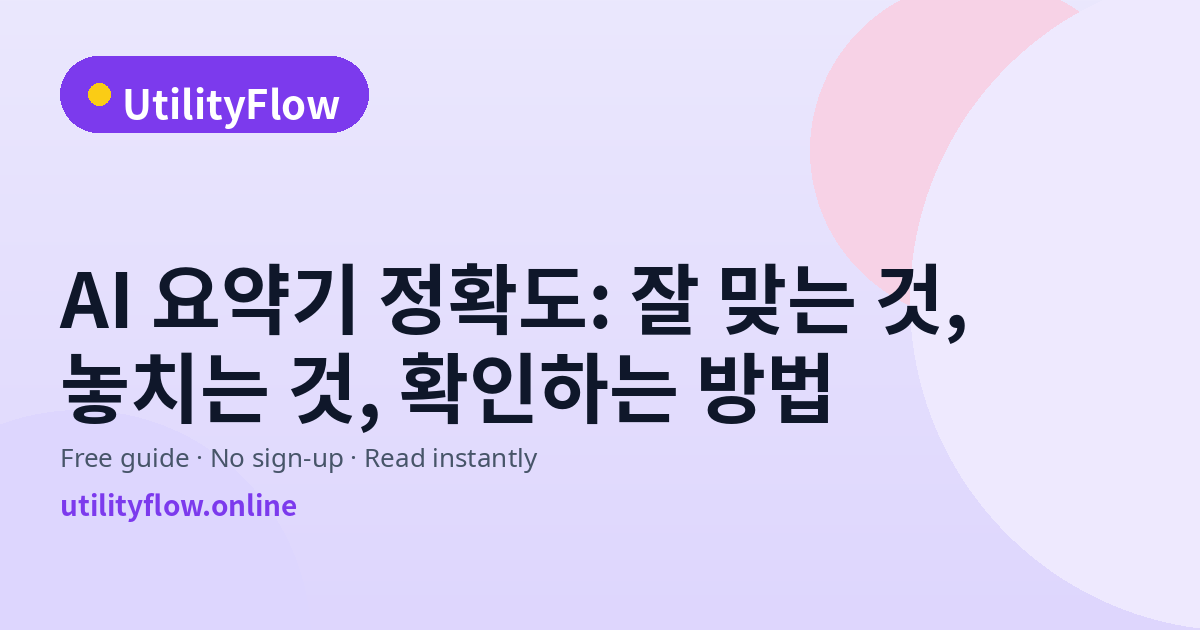 UtilityFlow
AI 요약기 정확도: 잘 맞는 것,
놓치는 것, 확인하는 방법
Free guide · No sign-up · Read instantly
utilityflow.online